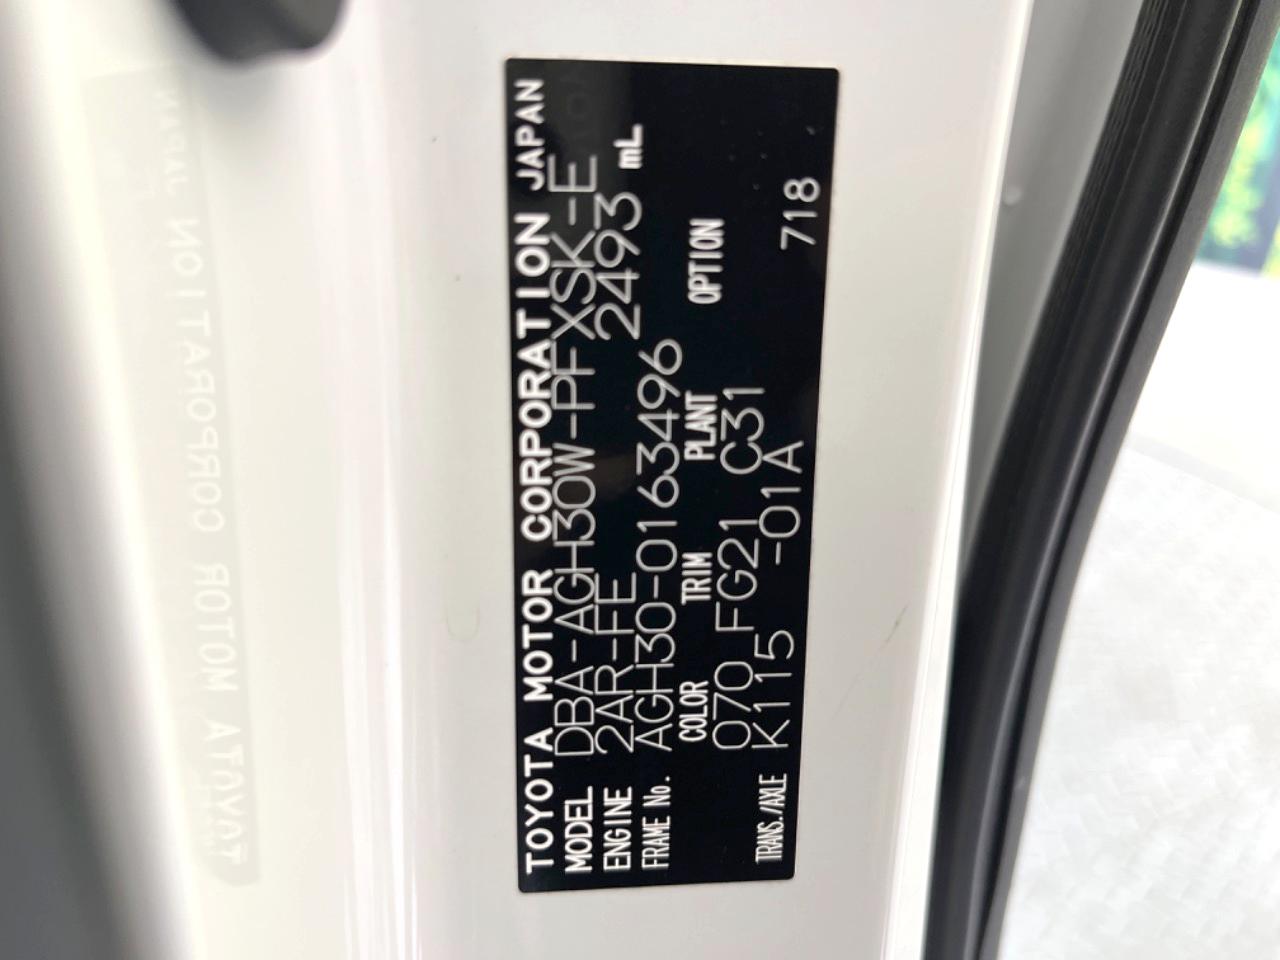 TOYOTA MOTOR CORPORATION JAPAN
MODEL DBA-AGH30W-PFXSK-E
ENGINE 2AR-FE 2493 mL
FRAME No. AGH30-0163496
COLOR TRIM PLANT OPTION
070 FG21 C31
TRANS./AXLE K115 -01A
718